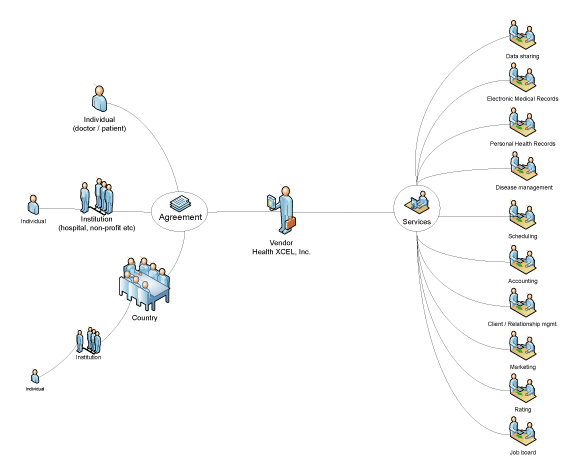 Individual
(doctor / patient)
Individual
Institution
(hospital, non-profit etc)
Agreement
Country
Institution
Individual
Vendor
Health XCEL, Inc.
Services
Data sharing
Electronic Medical Records
Personal Health Records
Disease management
Scheduling
Accounting
Client / Relationship mgmt.
Marketing
Rating
Job board